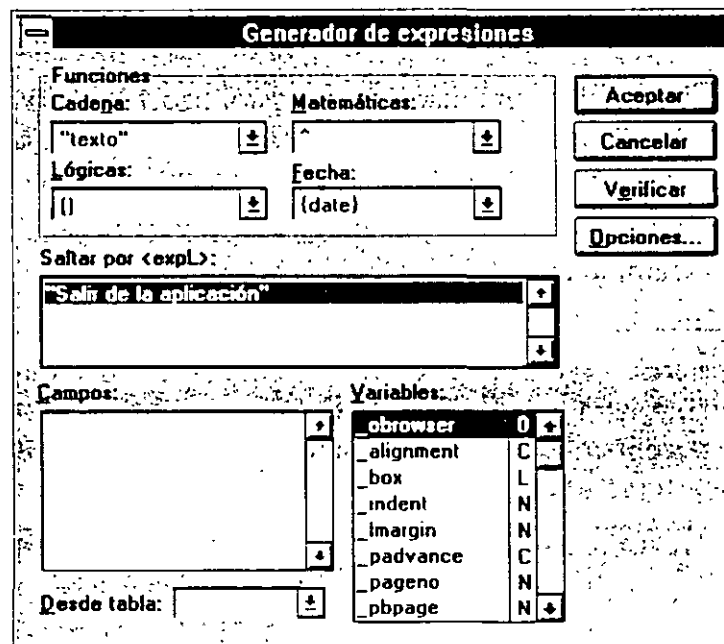 Generador de expresiones
Funciones
Cadena: Matemáticas:
"texto" ^
Lógicas: Fecha:
() {date}
Aceptar
Cancelar
Verificar
Opciones...
Saltar por <expL>:
"Salir de la aplicación"
Campos: Variables:
_obrowser O
_alignment C
_box L
_indent N
_lmargin N
_padvance C
_pageno N
_pbpage N
Desde tabla: